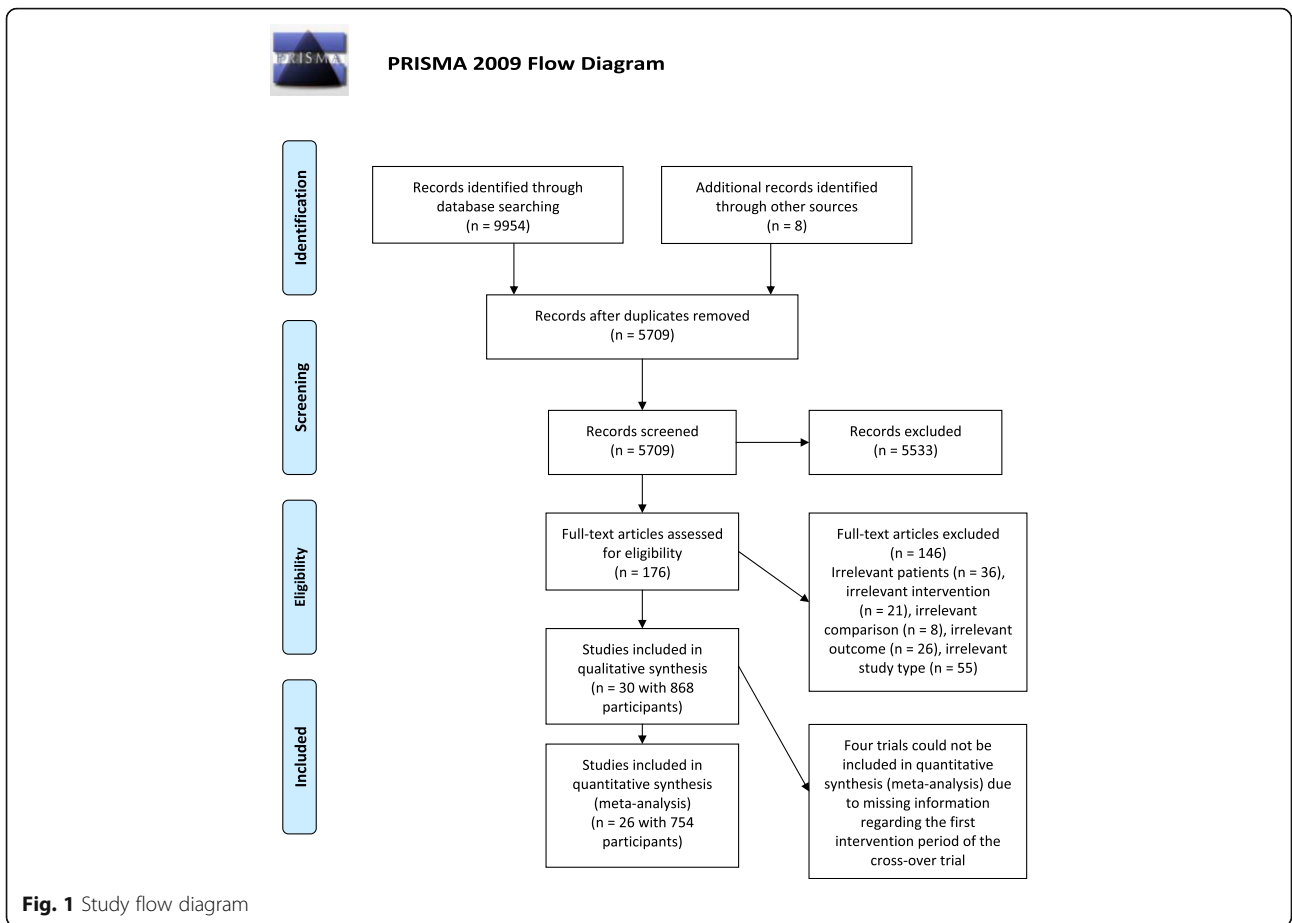 PRISMA
PRISMA 2009 Flow Diagram
Identification
Records identified through
database searching
(n = 9954)
Additional records identified
through other sources
(n = 8)
Records after duplicates removed
(n = 5709)
Screening
Records screened
(n = 5709)
Records excluded
(n = 5533)
Eligibility
Full-text articles assessed
for eligibility
(n = 176)
Full-text articles excluded
(n = 146)
Irrelevant patients (n = 36),
irrelevant intervention
(n = 21), irrelevant
comparison (n = 8), irrelevant
outcome (n = 26), irrelevant
study type (n = 55)
Studies included in
qualitative synthesis
(n = 30 with 868
participants)
Included
Studies included in
quantitative synthesis
(meta-analysis)
(n = 26 with 754
participants)
Four trials could not be
included in quantitative
synthesis (meta-analysis) due
to missing information
regarding the first
intervention period of the
cross-over trial
Fig. 1 Study flow diagram